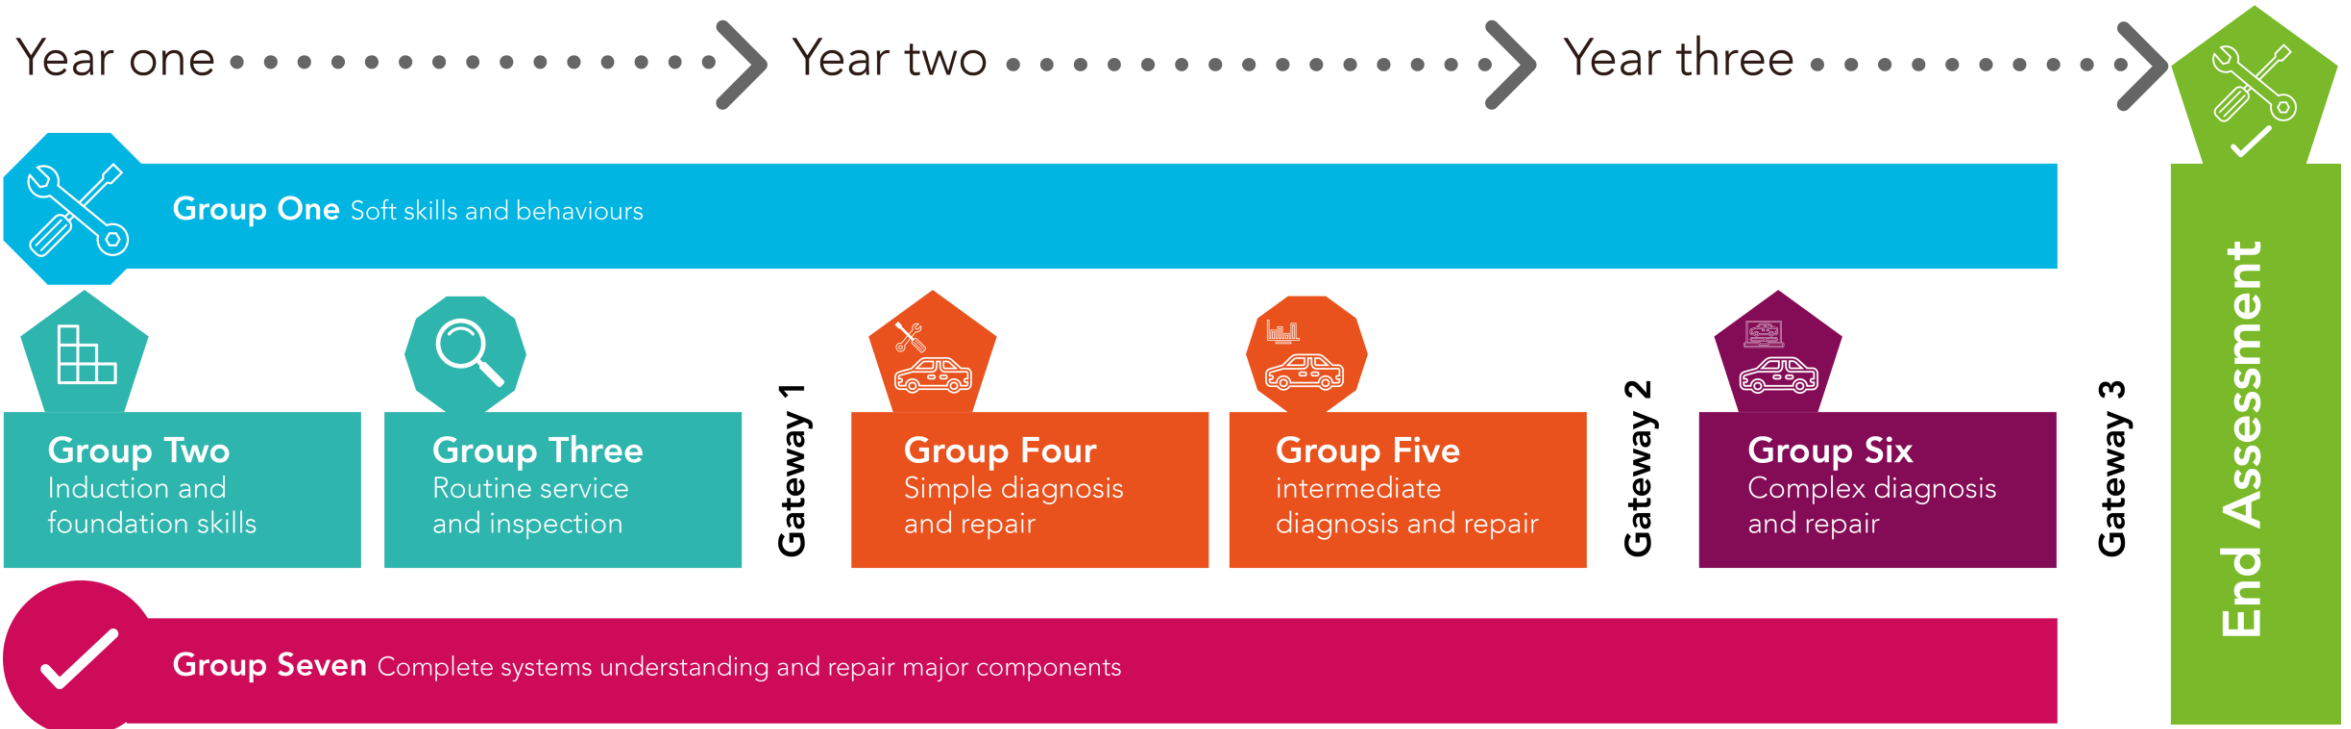 Year one
Year two
Year three
Group One Soft skills and behaviours
Group Two
Induction and
foundation skills
Group Three
Routine service
and inspection
Gateway 1
Group Four
Simple diagnosis
and repair
Group Five
intermediate
diagnosis and repair
Gateway 2
Group Six
Complex diagnosis
and repair
Gateway 3
End Assessment
Group Seven Complete systems understanding and repair major components